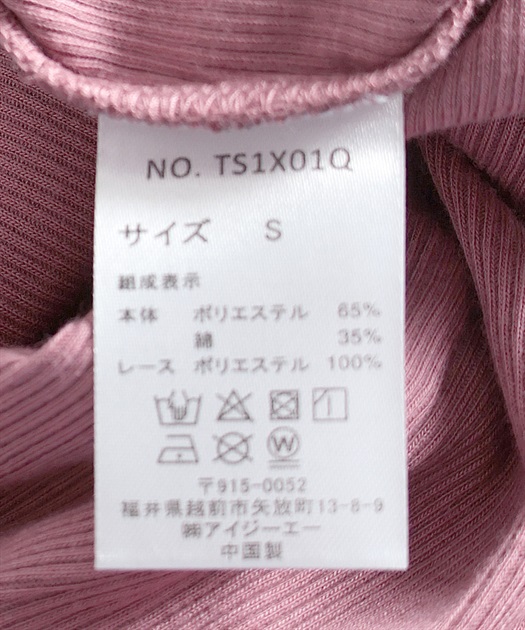 NO. TS1X01Q
サイズ S
組成表示
本体 ポリエステル 65%
綿 35%
レース ポリエステル 100%
W
〒915-0052
福井県越前市矢放町13-8-9
㈱アイジーエー
中国製